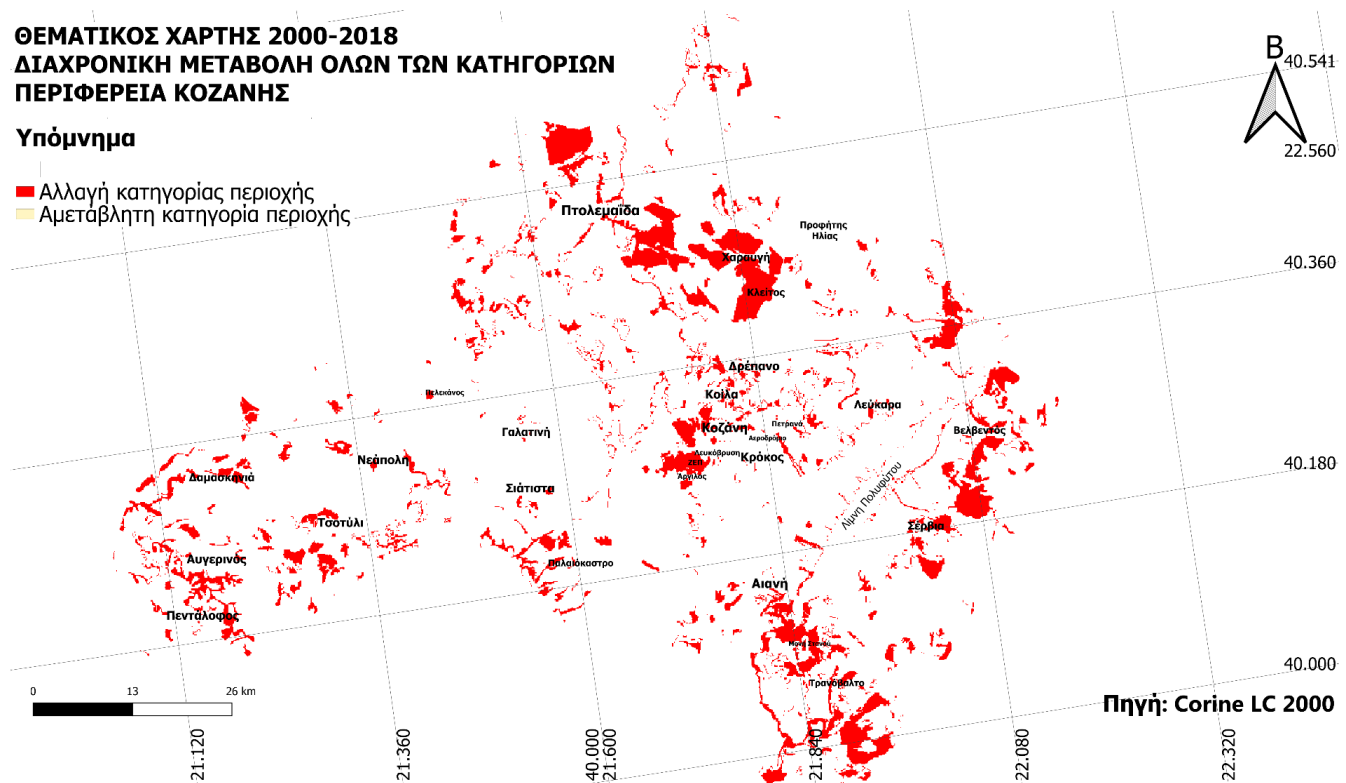 ΘΕΜΑΤΙΚΟΣ ΧΑΡΤΗΣ 2000-2018
ΔΙΑΧΡΟΝΙΚΗ ΜΕΤΑΒΟΛΗ ΟΛΩΝ ΤΩΝ ΚΑΤΗΓΟΡΙΩΝ
ΠΕΡΙΦΕΡΕΙΑ ΚΟΖΑΝΗΣ
Υπόμνημα
Αλλαγή κατηγορίας περιοχής
Αμετάβλητη κατηγορία περιοχής
Β
40.541
22.560
Πτολεμαΐδα
Προφήτης
Ηλίας
Χαραυγή
40.360
Κλείτος
Δρέπανο
Πελεκάνος
Κοίλα
Λεύκαρα
Γαλατινή
Κοζάνη
Πετρανά
Βελβεντός
Αεροδρόμιο
Νεάπολη
Λευκόβρυση
Κρόκος
ΖΕΠ
40.180
Δαμασκηνιά
Άργιλος
Σιάτιστα
Λίμνη Πολυφύτου
Τσοτύλι
Σέρβια
Αυγερινός
Παλαιόκαστρο
Αιανή
Πεντάλοφος
40.000
Τρανόβαλτο
0
13
26 km
Πηγή: Corine LC 2000
21.120
21.360
40.000
21.600
21.840
22.080
22.320